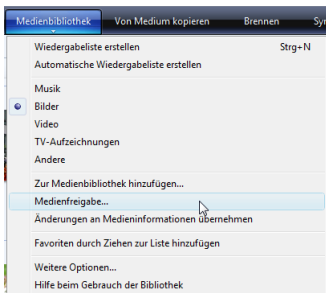 Medienbibliothek Von Medium kopieren Brennen
Wiedergabeliste erstellen Strg+N
Automatische Wiedergabeliste erstellen
Musik
Bilder
Video
TV-Aufzeichnungen
Andere
Zur Medienbibliothek hinzufügen...
Medienfreigabe...
Änderungen an Medieninformationen übernehmen
Favoriten durch Ziehen zur Liste hinzufügen
Weitere Optionen...
Hilfe beim Gebrauch der Bibliothek